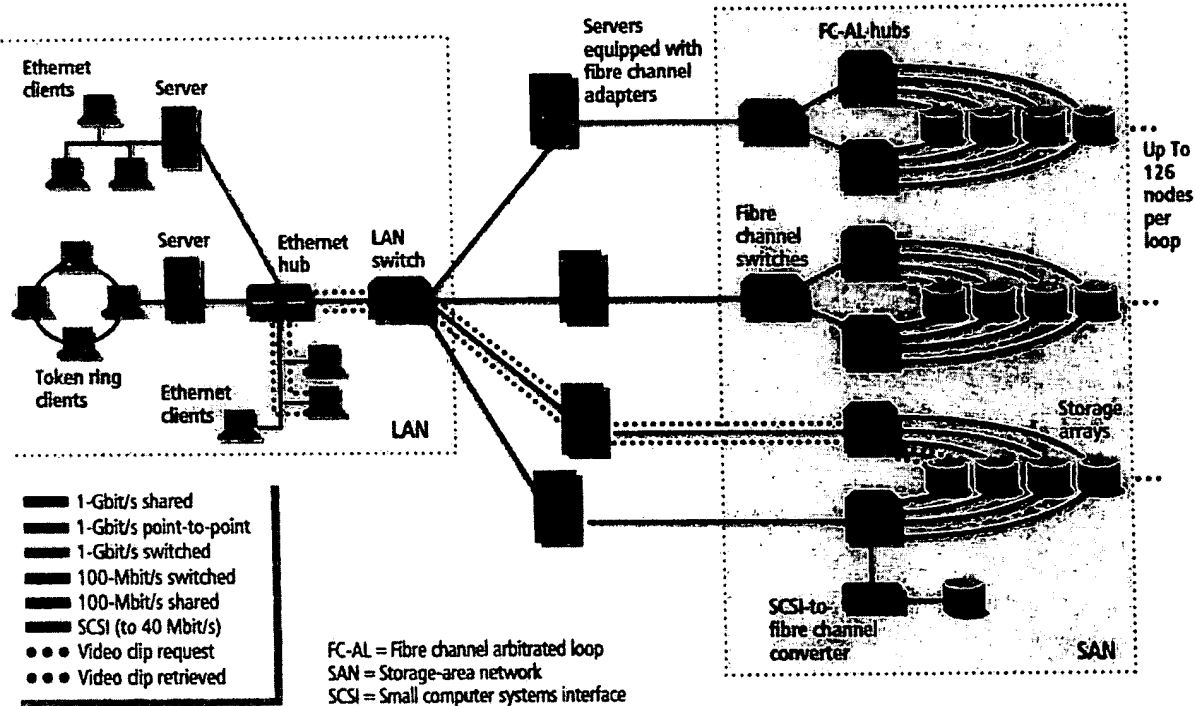 Ethernet
clients
Server
Servers
equipped with
fibre channel
adapters
FC-AL hubs
Up To
126
nodes
per
loop
Server
Ethernet
hub
LAN
switch
Fibre
channel
switches
Token ring
clients
Ethernet
clients
LAN
Storage
arrays
1-Gbit/s shared
1-Gbit/s point-to-point
1-Gbit/s switched
100-Mbit/s switched
100-Mbit/s shared
SCSI (to 40 Mbit/s)
Video clip request
Video clip retrieved
FC-AL = Fibre channel arbitrated loop
SAN = Storage-area network
SCSI = Small computer systems interface
SCSI-to-
fibre channel
converter
SAN